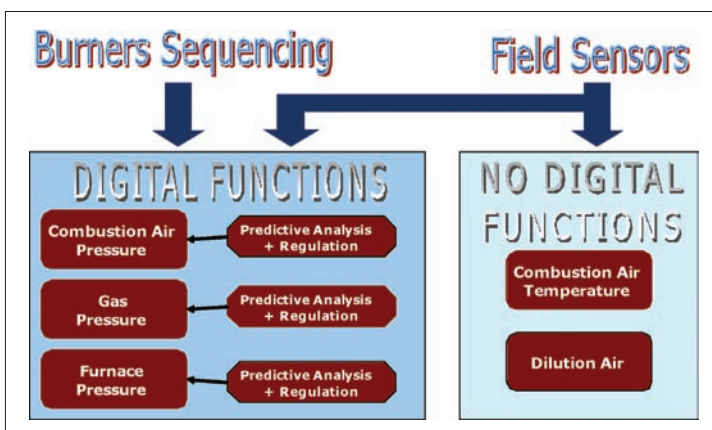 Burners Sequencing
Field Sensors
DIGITAL FUNCTIONS
Combustion Air
Pressure
Predictive Analysis
+ Regulation
Gas
Pressure
Predictive Analysis
+ Regulation
Furnace
Pressure
Predictive Analysis
+ Regulation
NO DIGITAL
FUNCTIONS
Combustion Air
Temperature
Dilution Air